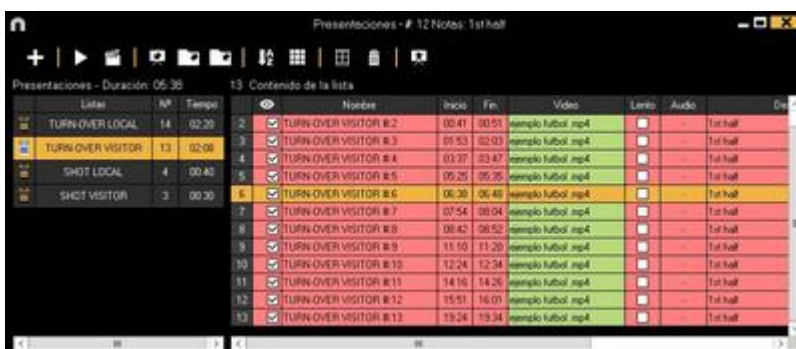 Presentaciones - # 12 Notas: 1st half
Presentaciones - Duración: 05:38
13 Contenido de la lista
Listas Nº Tiempo
TURN-OVER LOCAL 14 02:20
TURN-OVER VISITOR 13 02:08
SHOT LOCAL 4 00:40
SHOT VISITOR 3 00:30
Nombre Inicio Fin Video Lento Audio De
2 TURN-OVER VISITOR #:2 00:41 00:51 ejemplo futbol .mp4 1st half
3 TURN-OVER VISITOR #:3 01:53 02:03 ejemplo futbol .mp4 1st half
4 TURN-OVER VISITOR #:4 03:37 03:47 ejemplo futbol .mp4 1st half
5 TURN-OVER VISITOR #:5 05:25 05:35 ejemplo futbol .mp4 1st half
6 TURN-OVER VISITOR #:6 06:38 06:48 ejemplo futbol .mp4 1st half
7 TURN-OVER VISITOR #:7 07:54 08:04 ejemplo futbol .mp4 1st half
8 TURN-OVER VISITOR #:8 08:42 08:52 ejemplo futbol .mp4 1st half
9 TURN-OVER VISITOR #:9 11:10 11:20 ejemplo futbol .mp4 1st half
10 TURN-OVER VISITOR #:10 12:24 12:34 ejemplo futbol .mp4 1st half
11 TURN-OVER VISITOR #:11 14:16 14:26 ejemplo futbol .mp4 1st half
12 TURN-OVER VISITOR #:12 15:51 16:01 ejemplo futbol .mp4 1st half
13 TURN-OVER VISITOR #:13 19:24 19:34 ejemplo futbol .mp4 1st half